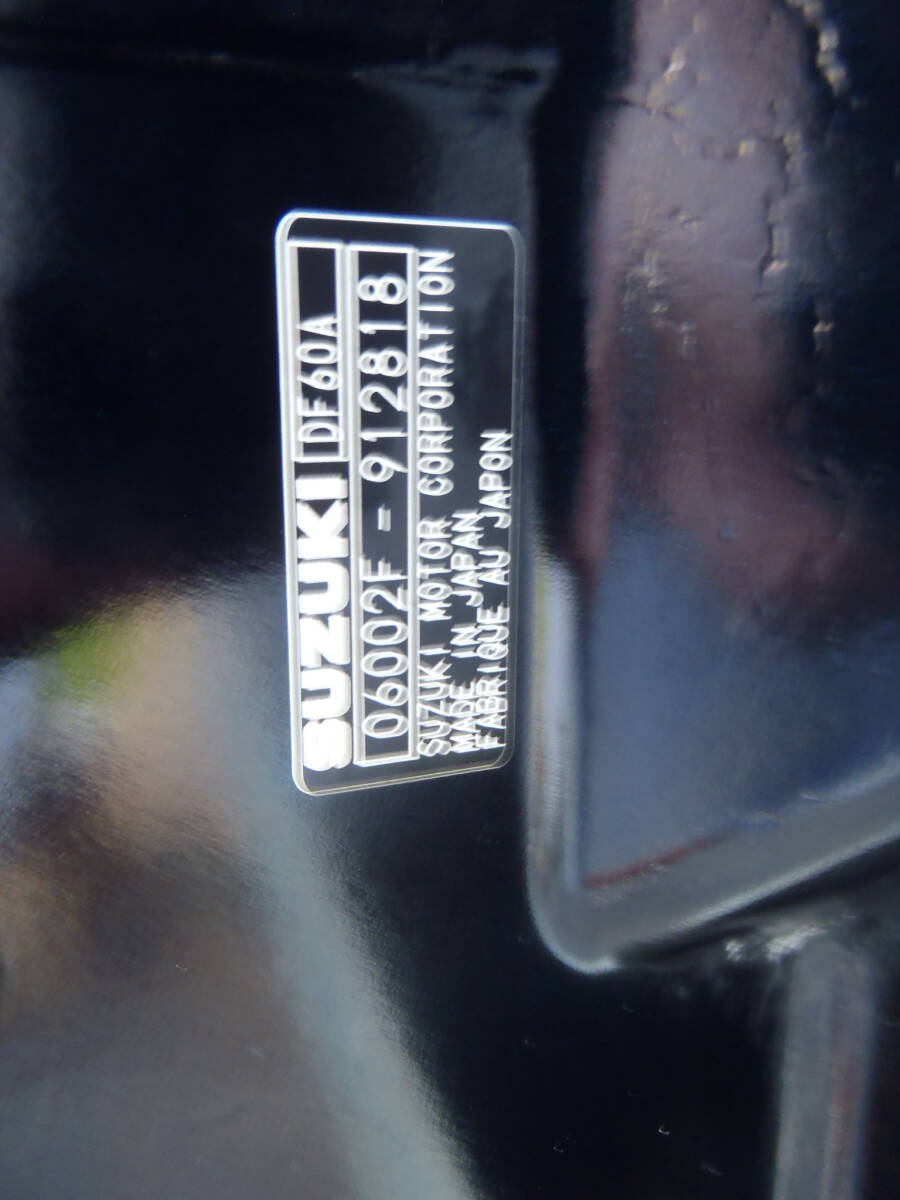 SUZUKI DF60A
06002F - 912818
SUZUKI MOTOR CORPORATION
MADE IN JAPAN
FABRIQUE AU JAPON